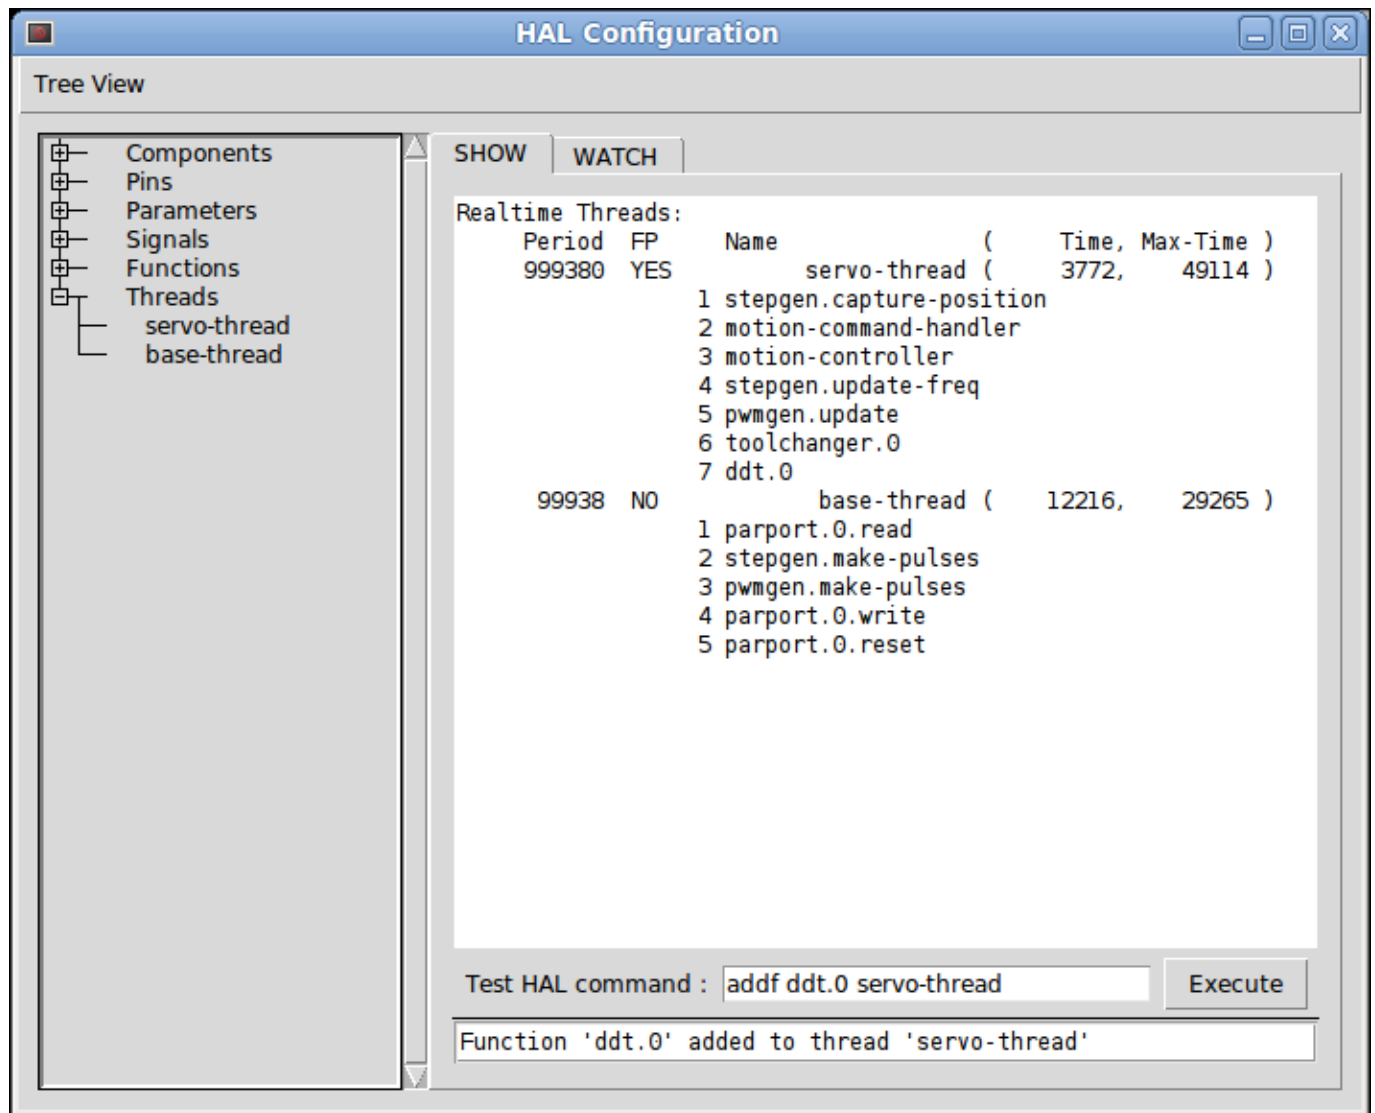 HAL Configuration
Tree View
Components
Pins
Parameters
Signals
Functions
Threads
servo-thread
base-thread
SHOW WATCH
Realtime Threads:
Period FP Name ( Time, Max-Time )
999380 YES servo-thread ( 3772, 49114 )
1 stepgen.capture-position
2 motion-command-handler
3 motion-controller
4 stepgen.update-freq
5 pwmgen.update
6 toolchanger.0
7 ddt.0
99938 NO base-thread ( 12216, 29265 )
1 parport.0.read
2 stepgen.make-pulses
3 pwmgen.make-pulses
4 parport.0.write
5 parport.0.reset
Test HAL command : addf ddt.0 servo-thread Execute
Function 'ddt.0' added to thread 'servo-thread'